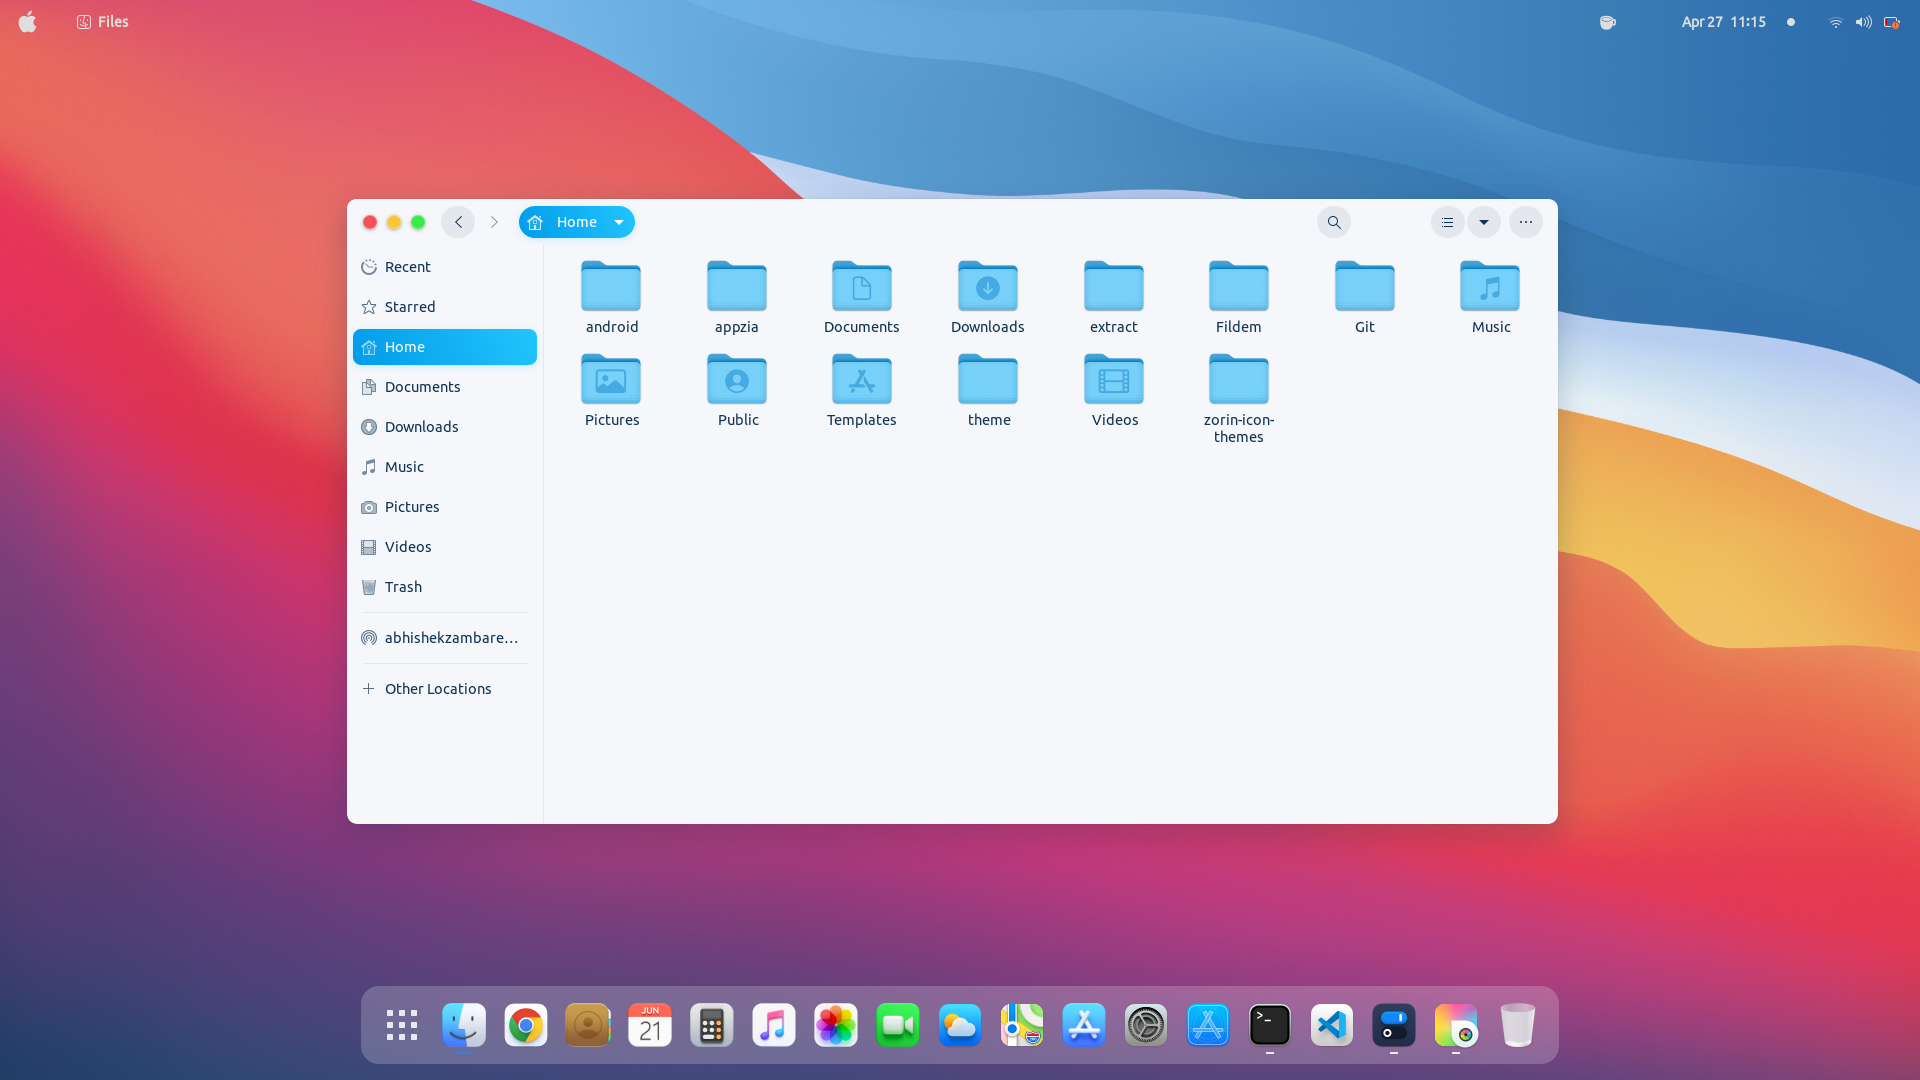 Files
Apr 27 11:15
Home
Recent
Starred
Home
Documents
Downloads
Music
Pictures
Videos
Trash
abhishekzambare...
Other Locations
android
appzia
Documents
Downloads
extract
Fildem
Git
Music
Pictures
Public
Templates
theme
Videos
zorin-icon-
themes
JUN
21
>_